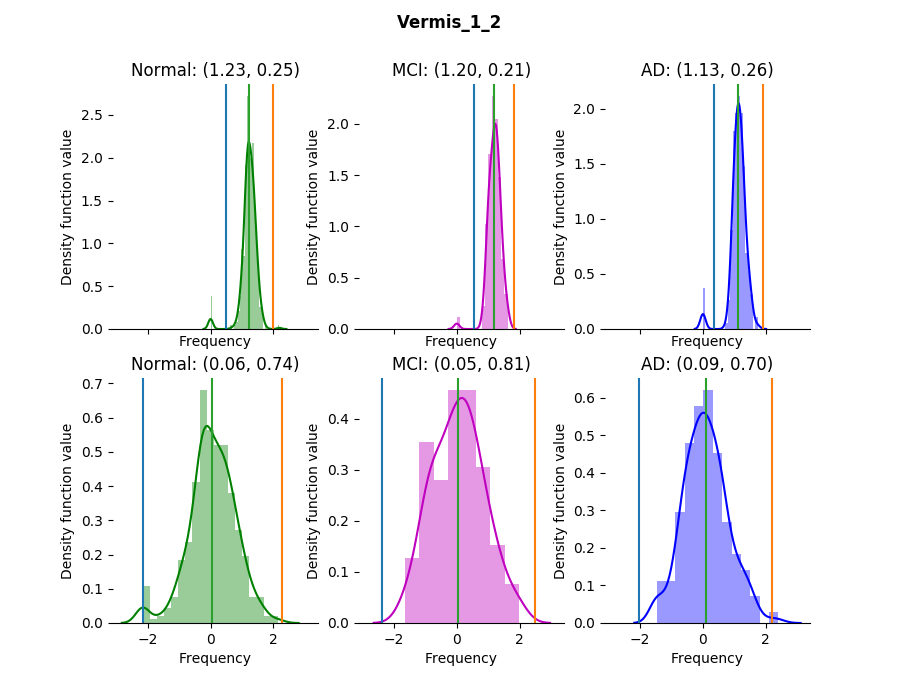 Vermis_1_2
Normal: (1.23, 0.25)
MCI: (1.20, 0.21)
AD: (1.13, 0.26)
Density function value
2.5
2.0
1.5
1.0
0.5
0.0
Frequency
Density function value
2.0
1.5
1.0
0.5
0.0
Frequency
Density function value
2.0
1.5
1.0
0.5
0.0
Frequency
Normal: (0.06, 0.74)
MCI: (0.05, 0.81)
AD: (0.09, 0.70)
Density function value
0.7
0.6
0.5
0.4
0.3
0.2
0.1
0.0
−2 0 2
Frequency
Density function value
0.4
0.3
0.2
0.1
0.0
−2 0 2
Frequency
Density function value
0.6
0.5
0.4
0.3
0.2
0.1
0.0
−2 0 2
Frequency